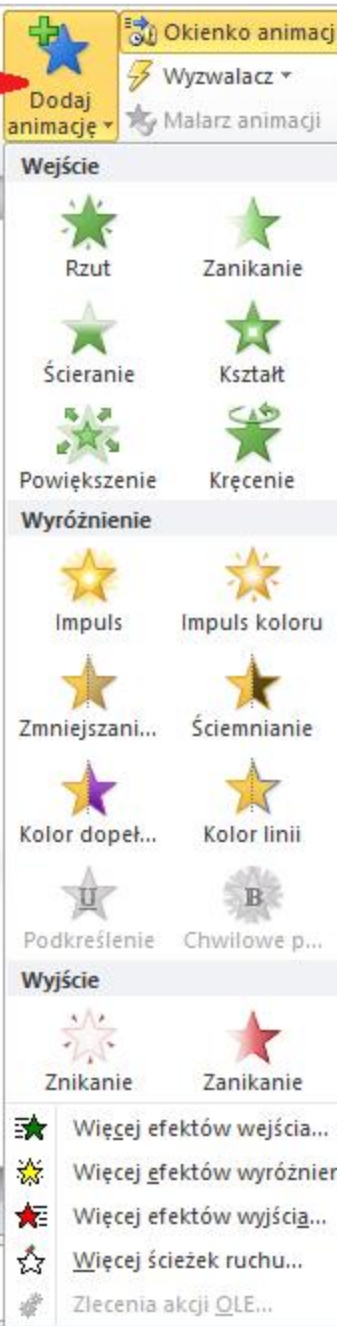 Okienko animacj
Wyzwalacz
Dodaj
animację
Malarz animacji
Wejście
Rzut Zanikanie
Ścieranie Kształt
Powiększenie Kręcenie
Wyróżnienie
Impuls Impuls koloru
Zmniejszani... Ściemnianie
Kolor dopeł... Kolor linii
U B
Podkreślenie Chwilowe p...
Wyjście
Znikanie Zanikanie
Więcej efektów wejścia...
Więcej efektów wyróżnier
Więcej efektów wyjścia...
Więcej ścieżek ruchu...
Zlecenia akcji OLE...